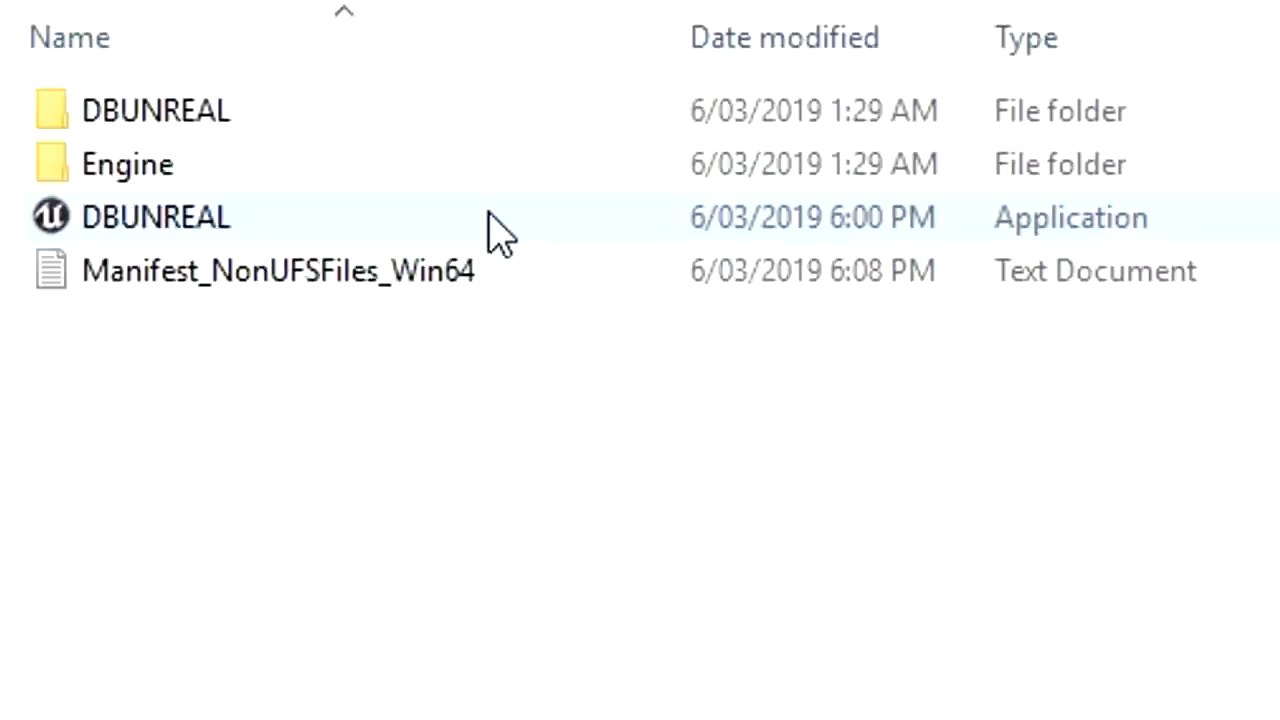 Name Date modified Type
DBUNREAL 6/03/2019 1:29 AM File folder
Engine 6/03/2019 1:29 AM File folder
DBUNREAL 6/03/2019 6:00 PM Application
Manifest_NonUFSFiles_Win64 6/03/2019 6:08 PM Text Document